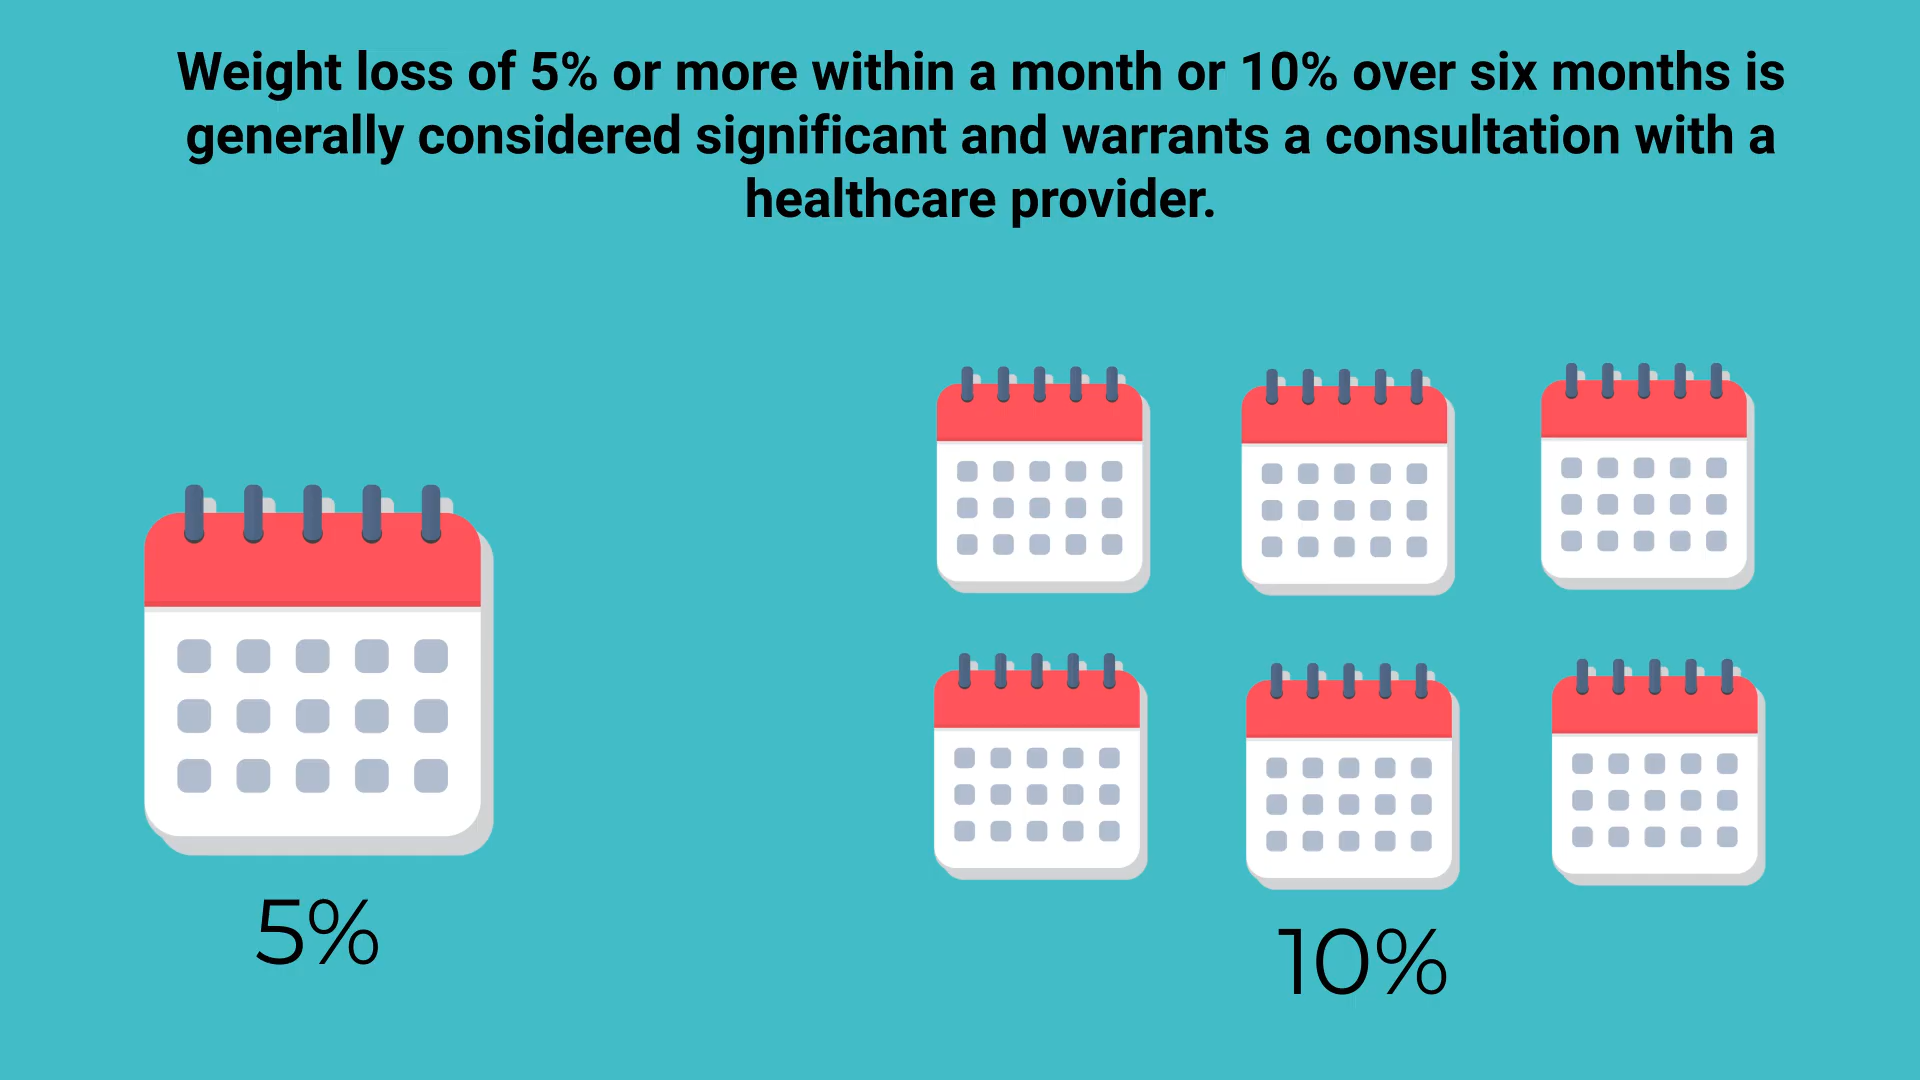 Weight loss of 5% or more within a month or 10% over six months is
generally considered significant and warrants a consultation with a
healthcare provider.
5%
10%